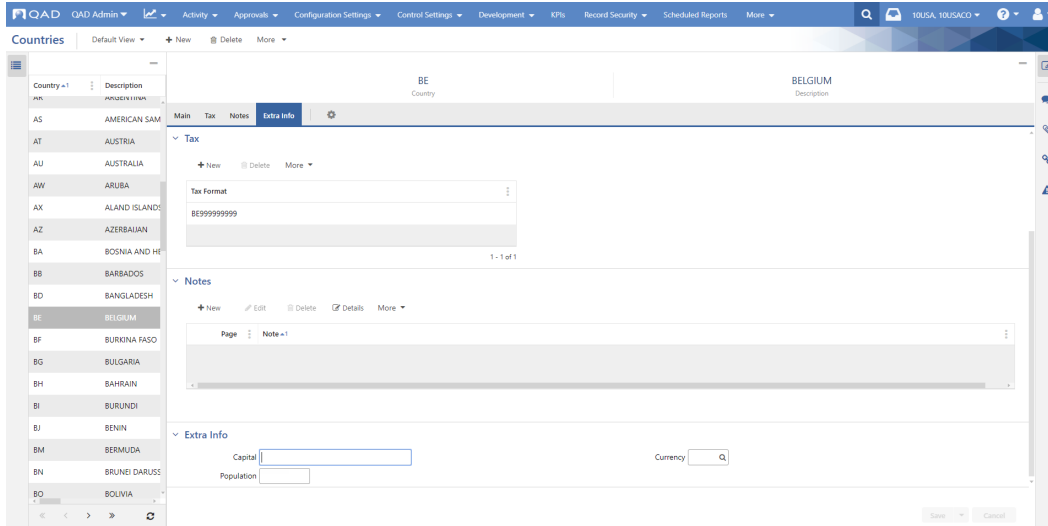 QAD QAD Admin Activity Approvals Configuration Settings Control Settings Development KPIs Record Security Scheduled Reports More 10USA, 10USACO
Countries Default View + New Delete More
Country 1 Description
AR ARGENTINA
AS AMERICAN SAM
AT AUSTRIA
AU AUSTRALIA
AW ARUBA
AX ALAND ISLANDS
AZ AZERBAIJAN
BA BOSNIA AND HE
BB BARBADOS
BD BANGLADESH
BE BELGIUM
BF BURKINA FASO
BG BULGARIA
BH BAHRAIN
BI BURUNDI
BJ BENIN
BM BERMUDA
BN BRUNEI DARUSS
BO BOLIVIA
BE BELGIUM
Country Description
Main Tax Notes Extra Info
Tax
+ New Delete More
Tax Format
BE999999999
1 - 1 of 1
Notes
+ New Edit Delete Details More
Page Note 1
Extra Info
Capital Currency
Population
Save Cancel